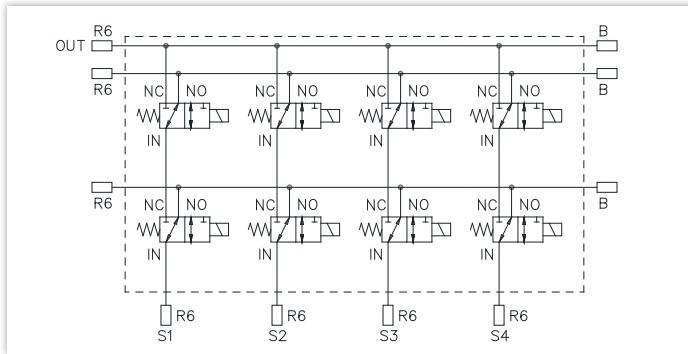 R6 B
OUT
R6 B
NC NO NC NO NC NO NC NO
IN IN IN IN
R6 B
NC NO NC NO NC NO NC NO
IN IN IN IN
R6 R6 R6 R6
S1 S2 S3 S4